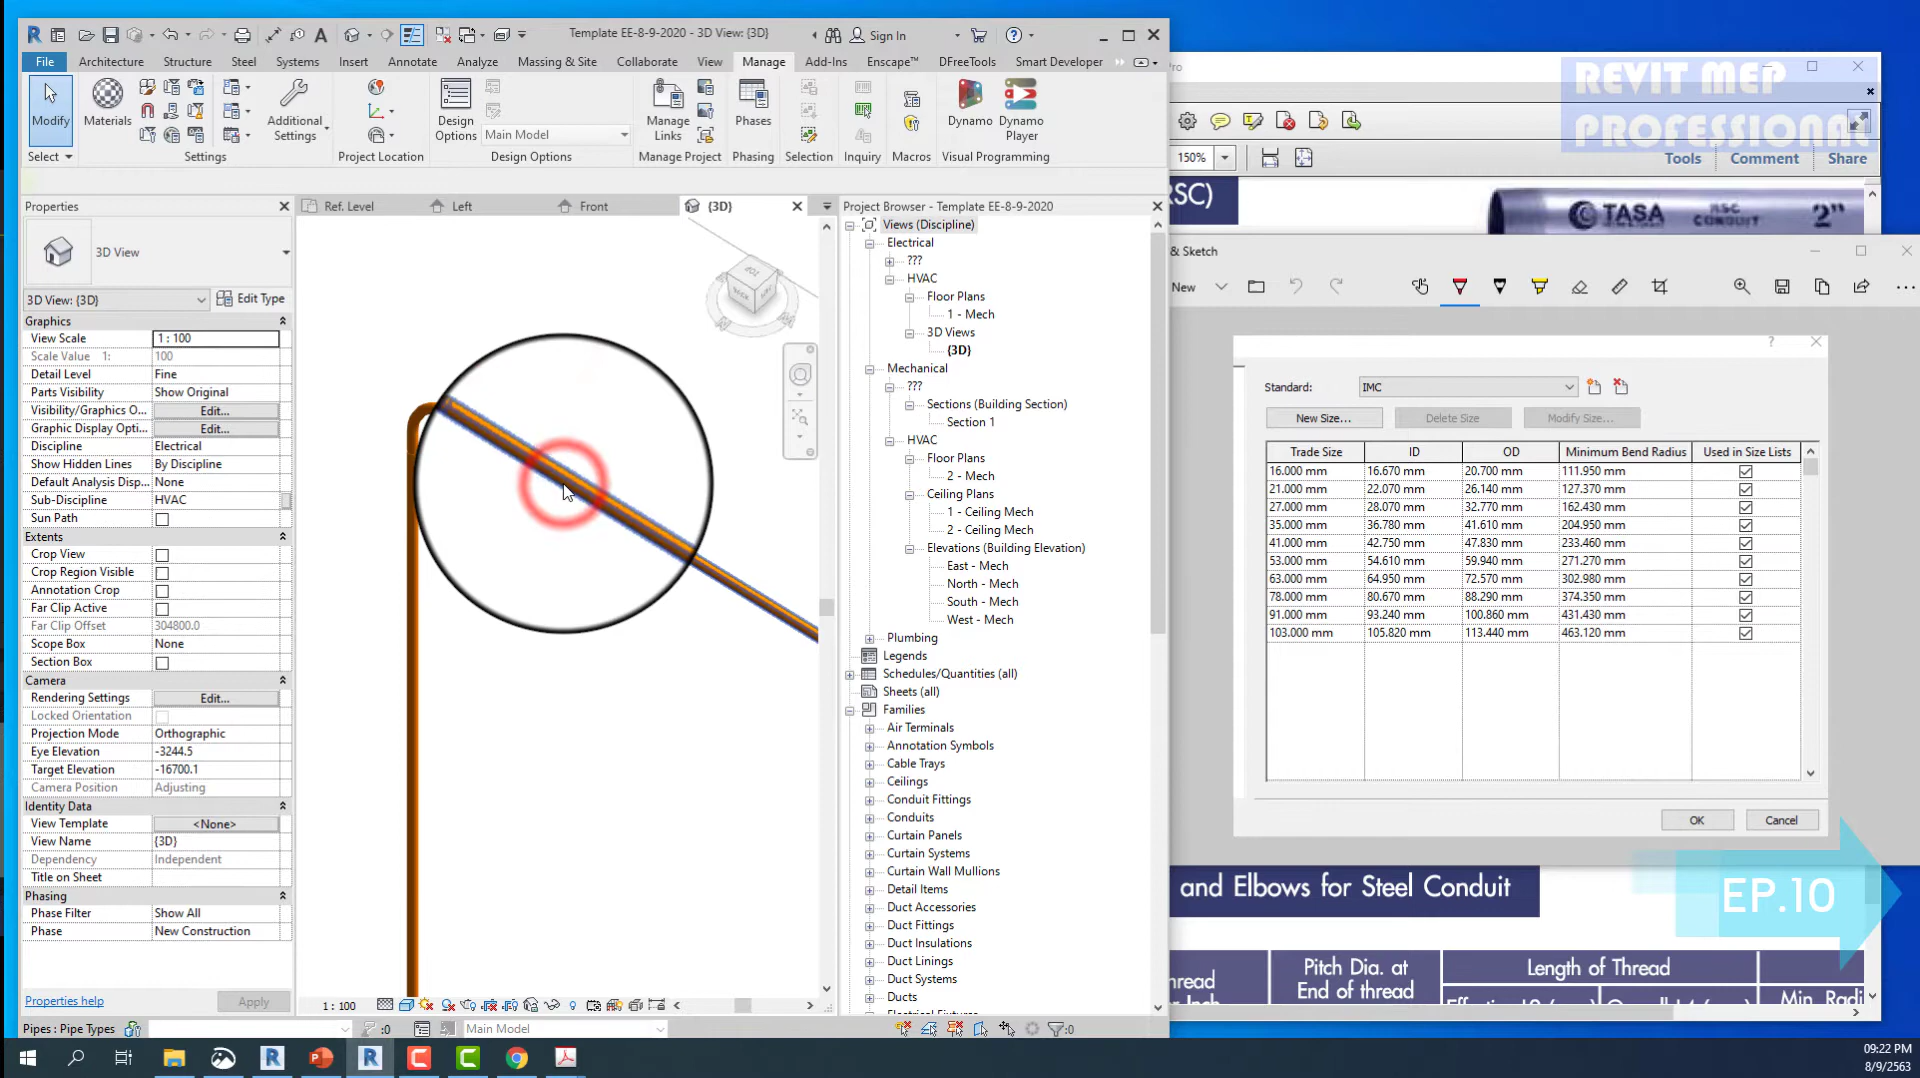 Template EE-8-9-2020 - 3D View: {3D}
Sign In
File Architecture Structure Steel Systems Insert Annotate Analyze Massing & Site Collaborate View Manage Add-Ins Enscape™ DFreeTools Smart Developer
Modify
Materials
Additional
Settings
Design
Options
Main Model
Manage
Links
Phases
Dynamo
Dynamo
Player
Select Settings Project Location Design Options Manage Project Phasing Selection Inquiry Macros Visual Programming
Properties
3D View
3D View: {3D}
Edit Type
Graphics
View Scale 1 : 100
Scale Value 1: 100
Detail Level Fine
Parts Visibility Show Original
Visibility/Graphics O... Edit...
Graphic Display Opti... Edit...
Discipline Electrical
Show Hidden Lines By Discipline
Default Analysis Disp... None
Sub-Discipline HVAC
Sun Path
Extents
Crop View
Crop Region Visible
Annotation Crop
Far Clip Active
Far Clip Offset 304800.0
Scope Box None
Section Box
Camera
Rendering Settings Edit...
Locked Orientation
Projection Mode Orthographic
Eye Elevation -3244.5
Target Elevation -16700.1
Camera Position Adjusting
Identity Data
View Template <None>
View Name {3D}
Dependency Independent
Title on Sheet
Phasing
Phase Filter Show All
Phase New Construction
Properties help
Apply
Ref. Level
Left
Front
{3D}
1 : 100
Project Browser - Template EE-8-9-2020
Views (Discipline)
Electrical
???
HVAC
Floor Plans
1 - Mech
3D Views
{3D}
Mechanical
???
Sections (Building Section)
Section 1
HVAC
Floor Plans
2 - Mech
Ceiling Plans
1 - Ceiling Mech
2 - Ceiling Mech
Elevations (Building Elevation)
East - Mech
North - Mech
South - Mech
West - Mech
Plumbing
Legends
Schedules/Quantities (all)
Sheets (all)
Families
Air Terminals
Annotation Symbols
Cable Trays
Ceilings
Conduit Fittings
Conduits
Curtain Panels
Curtain Systems
Curtain Wall Mullions
Detail Items
Duct Accessories
Duct Fittings
Duct Insulations
Duct Linings
Duct Systems
Ducts
Pipes : Pipe Types
:0
Main Model
:0
Pro
REVIT MEP
PROFESSIONAL
150%
Tools Comment Share
RSC)
TASA RSC CONDUIT 2"
& Sketch
New
Standard: IMC
New Size... Delete Size Modify Size...
Trade Size ID OD Minimum Bend Radius Used in Size Lists
16.000 mm 16.670 mm 20.700 mm 111.950 mm
21.000 mm 22.070 mm 26.140 mm 127.370 mm
27.000 mm 28.070 mm 32.770 mm 162.430 mm
35.000 mm 36.780 mm 41.610 mm 204.950 mm
41.000 mm 42.750 mm 47.830 mm 233.460 mm
53.000 mm 54.610 mm 59.940 mm 271.270 mm
63.000 mm 64.950 mm 72.570 mm 302.980 mm
78.000 mm 80.670 mm 88.290 mm 374.350 mm
91.000 mm 93.240 mm 100.860 mm 431.430 mm
103.000 mm 105.820 mm 113.440 mm 463.120 mm
OK Cancel
and Elbows for Steel Conduit
EP.10
Pitch Dia. at
End of thread
Length of Thread
09:22 PM
8/9/2563